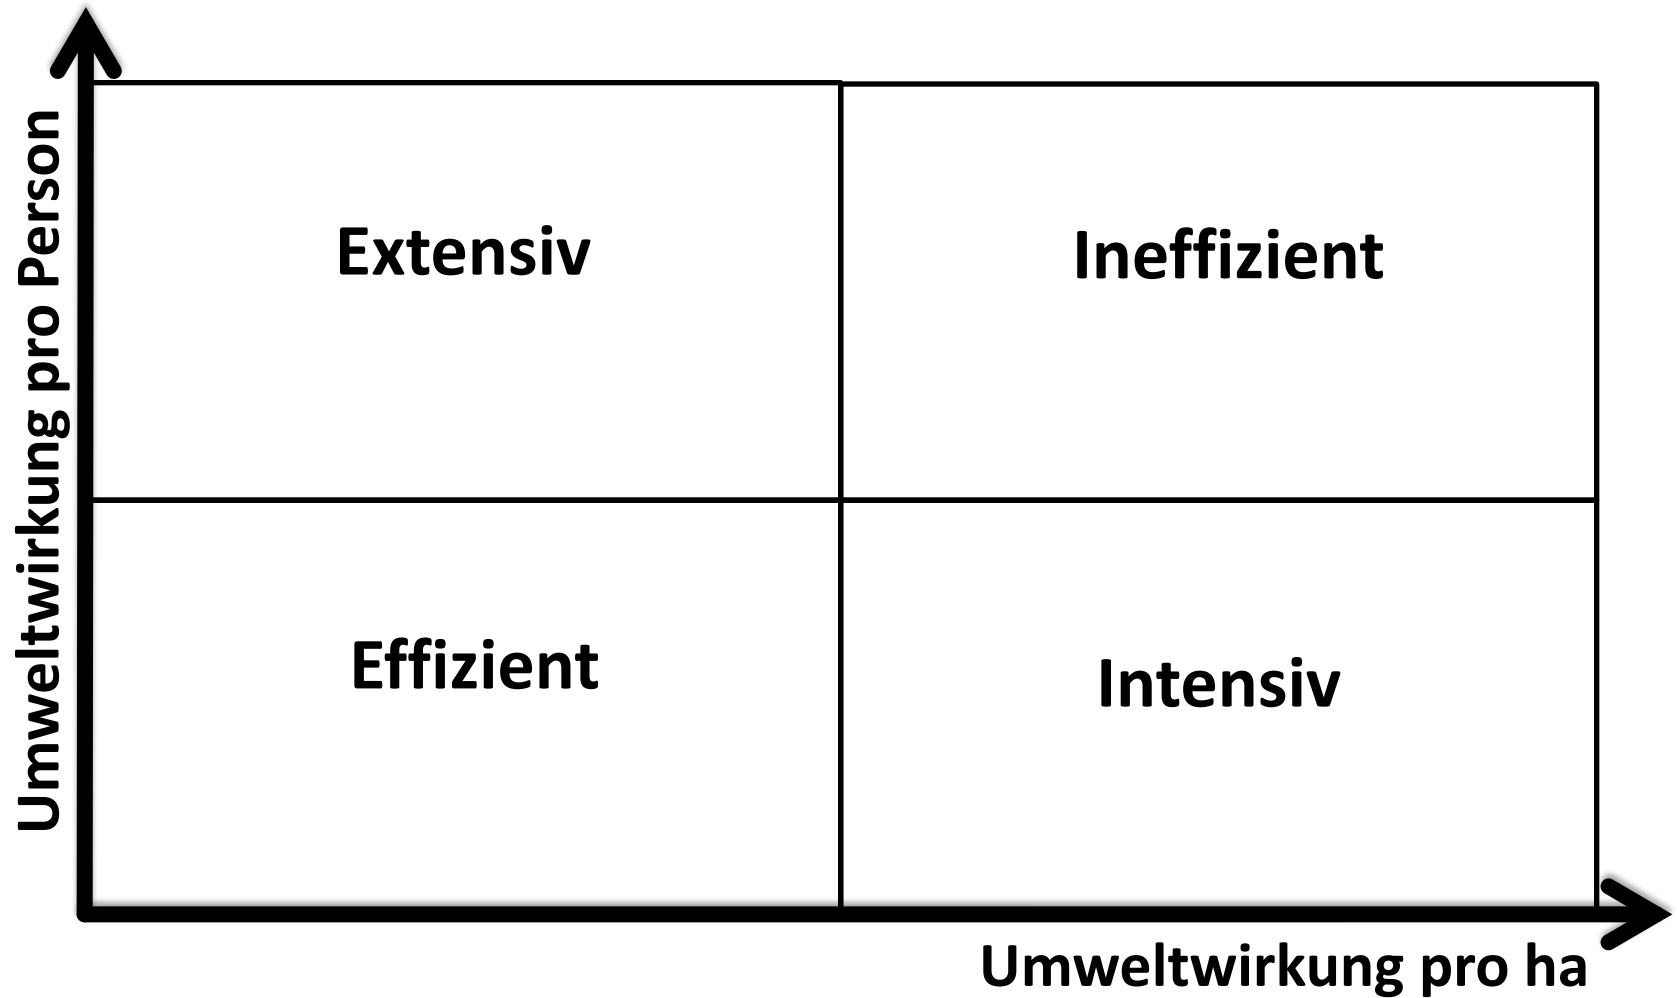 Umweltwirkung pro Person
Extensiv
Ineffizient
Effizient
Intensiv
Umweltwirkung pro ha